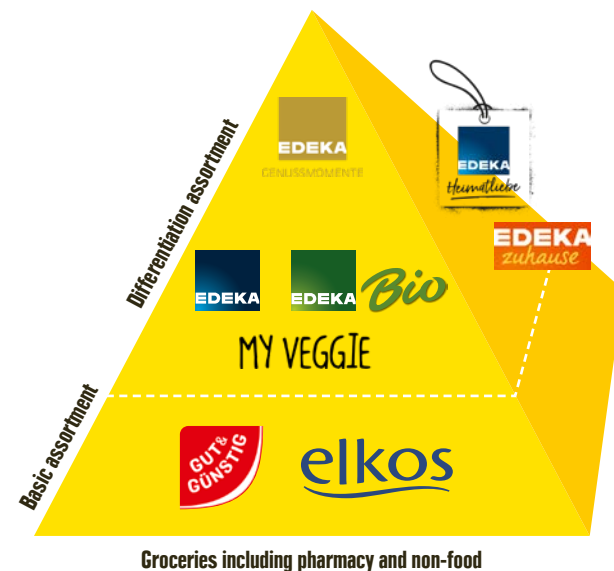 EDEKA
GENUSSMOMENTE
EDEKA
Heimatliebe
EDEKA
zuhause
Differentiation assortment
EDEKA
EDEKA Bio
MY VEGGIE
Basic assortment
GUT&
GÜNSTIG
elkos
Groceries including pharmacy and non-food